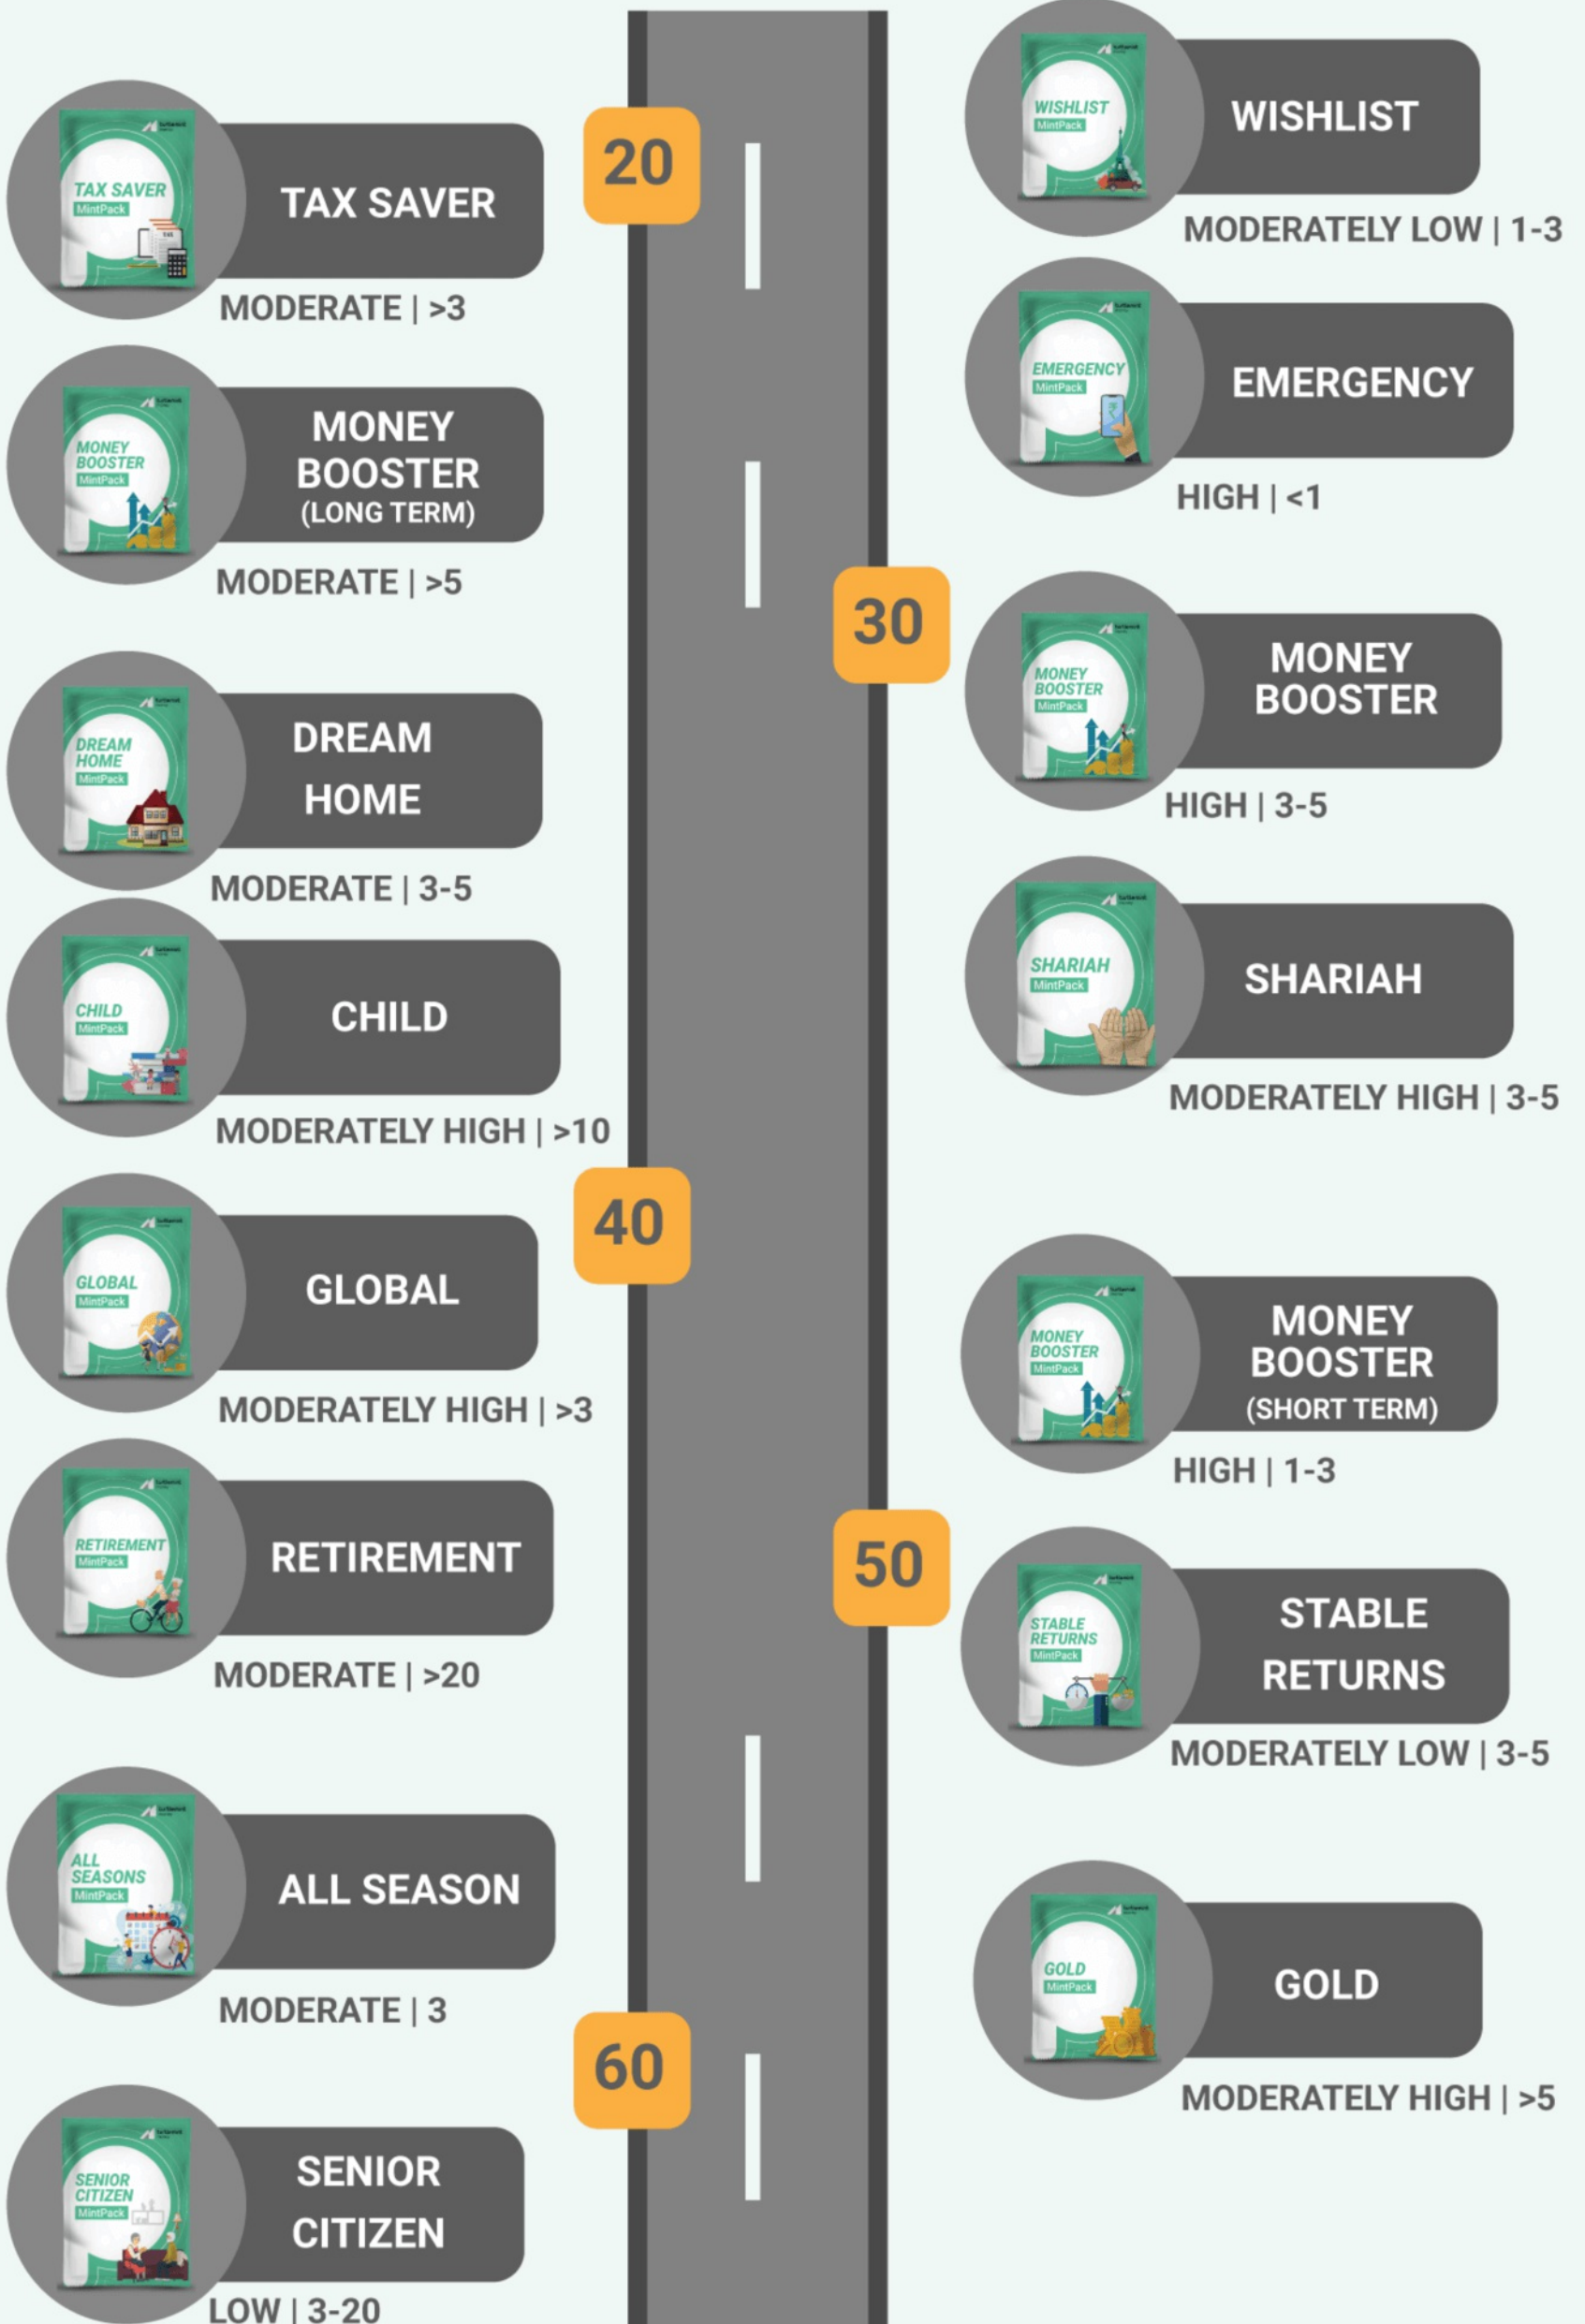 WISHLIST
MintPack
WISHLIST
MODERATELY LOW | 1-3
20
TAX SAVER
MintPack
TAX SAVER
MODERATE | >3
EMERGENCY
MintPack
EMERGENCY
HIGH | <1
MONEY
BOOSTER
MintPack
MONEY
BOOSTER
(LONG TERM)
MODERATE | >5
30
MONEY
BOOSTER
MintPack
MONEY
BOOSTER
HIGH | 3-5
DREAM
HOME
MintPack
DREAM
HOME
MODERATE | 3-5
SHARIAH
MintPack
SHARIAH
MODERATELY HIGH | 3-5
CHILD
MintPack
CHILD
MODERATELY HIGH | >10
40
GLOBAL
MintPack
GLOBAL
MODERATELY HIGH | >3
MONEY
BOOSTER
MintPack
MONEY
BOOSTER
(SHORT TERM)
HIGH | 1-3
RETIREMENT
MintPack
RETIREMENT
MODERATE | >20
50
STABLE
RETURNS
MintPack
STABLE
RETURNS
MODERATELY LOW | 3-5
ALL
SEASONS
MintPack
ALL SEASON
MODERATE | 3
GOLD
MintPack
GOLD
MODERATELY HIGH | >5
60
SENIOR
CITIZEN
MintPack
SENIOR
CITIZEN
LOW | 3-20